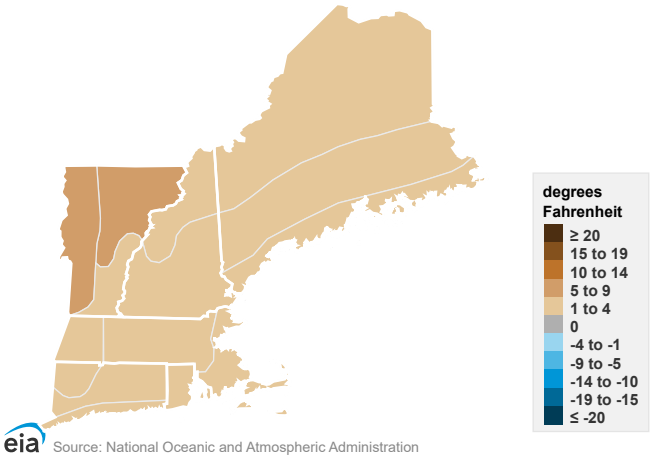 degrees
Fahrenheit
≥ 20
15 to 19
10 to 14
5 to 9
1 to 4
0
-4 to -1
-9 to -5
-14 to -10
-19 to -15
≤ -20
eia
Source: National Oceanic and Atmospheric Administration